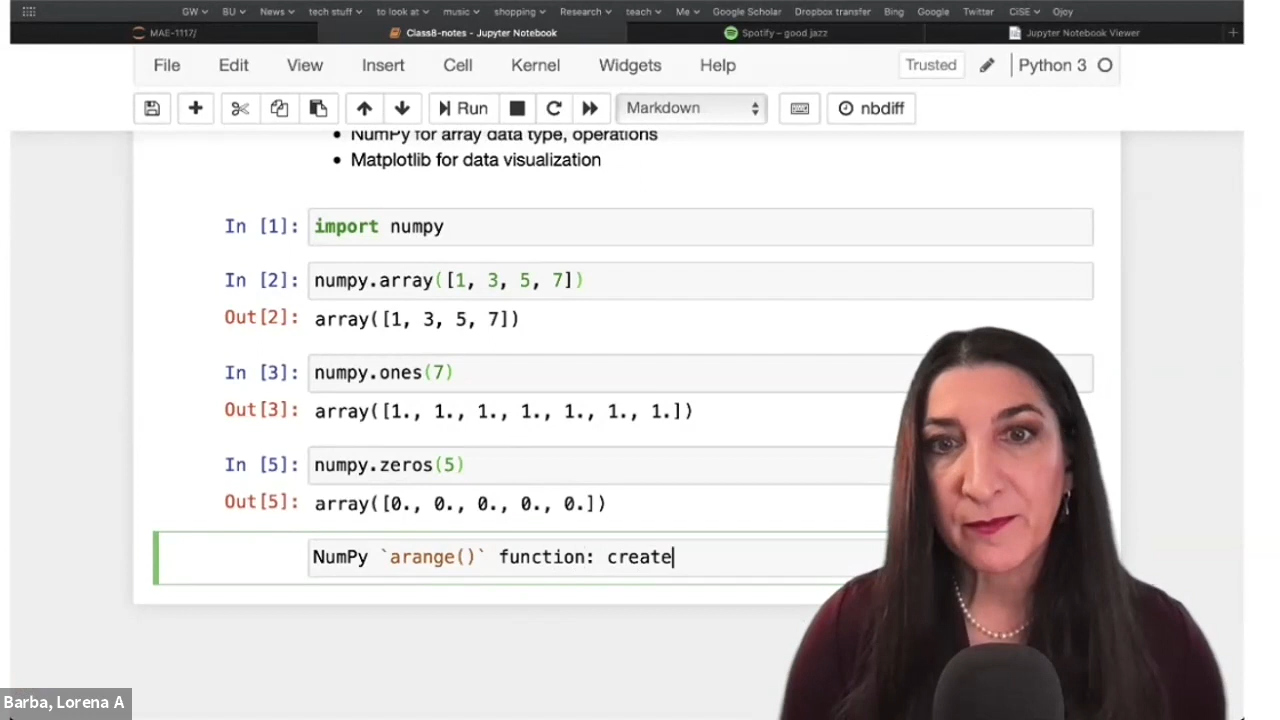 GW BU News tech stuff to look at music shopping Research teach Me Google Scholar Dropbox transfer Bing Google Twitter CiSE Ojoy
MAE-1117/ Class8-notes - Jupyter Notebook Spotify – good jazz Jupyter Notebook Viewer +
File Edit View Insert Cell Kernel Widgets Help Trusted Python 3
Run Markdown nbdiff
• NumPy for array data type, operations
• Matplotlib for data visualization
In [1]: import numpy
In [2]: numpy.array([1, 3, 5, 7])
Out[2]: array([1, 3, 5, 7])
In [3]: numpy.ones(7)
Out[3]: array([1., 1., 1., 1., 1., 1., 1.])
In [5]: numpy.zeros(5)
Out[5]: array([0., 0., 0., 0., 0.])
NumPy `arange()` function: create
Barba, Lorena A